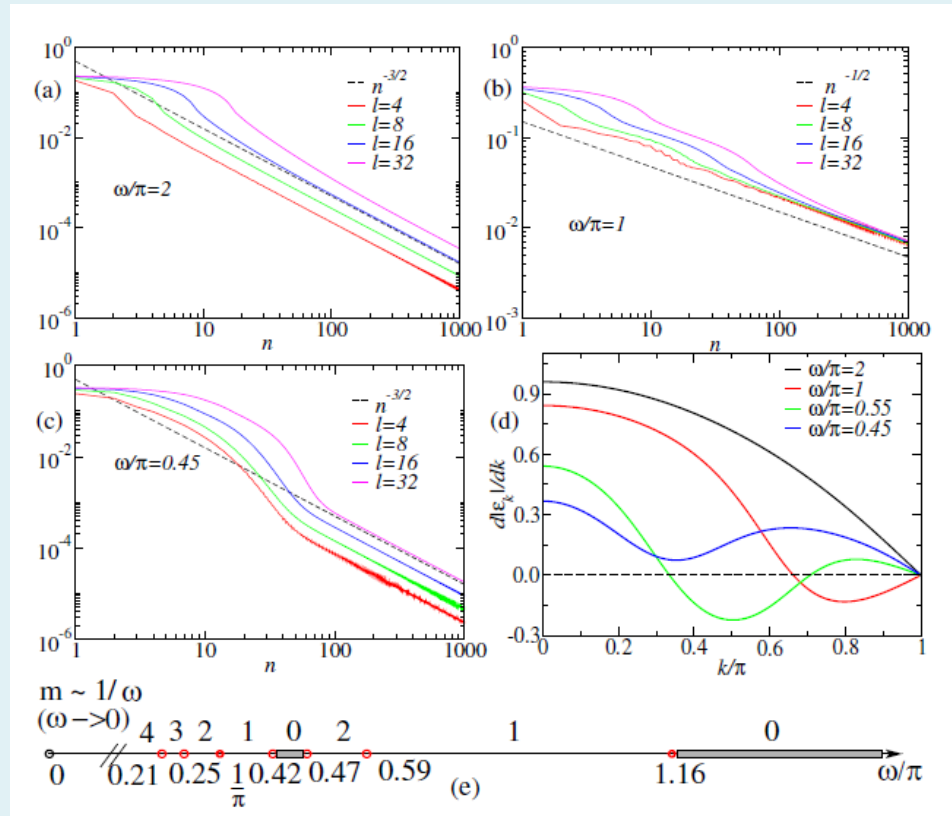 (a)
10^0
10^-2
10^-4
10^-6
n^-3/2
l=4
l=8
l=16
l=32
ω/π=2
1 10 100 1000
n
(b)
10^0
10^-1
10^-2
10^-3
n^-1/2
l=4
l=8
l=16
l=32
ω/π=1
1 10 100 1000
n
(c)
10^0
10^-2
10^-4
10^-6
n^-3/2
l=4
l=8
l=16
l=32
ω/π=0.45
1 10 100 1000
n
(d)
d|ε_k|/dk
0.9
0.6
0.3
0.0
-0.3
ω/π=2
ω/π=1
ω/π=0.55
ω/π=0.45
0 0.2 0.4 0.6 0.8 1
k/π
m ~ 1/ω
(ω −>0) 4 3 2 1 0 2 1 0
0 0.21 0.25 1/π 0.42 0.47 0.59 1.16 ω/π
(e)